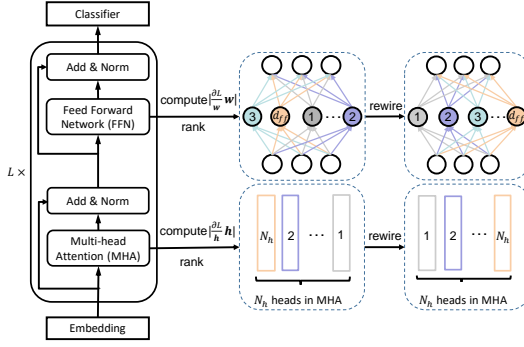 Classifier
Add & Norm
Feed Forward
Network (FFN)
L ×
Add & Norm
Multi-head
Attention (MHA)
Embedding
compute|∂L/w w|
rank
3 d_ff 1 ··· 2
rewire
1 2 3 ··· d_ff
compute|∂L/h h|
rank
N_h 2 ··· 1
N_h heads in MHA
rewire
1 2 ··· N_h
N_h heads in MHA